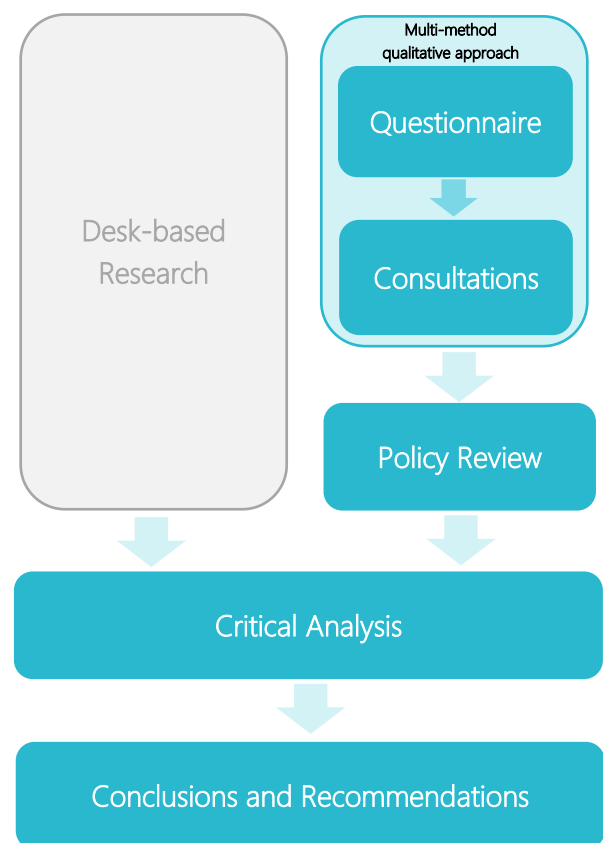 Multi-method
qualitative approach
Questionnaire
Desk-based
Research
Consultations
Policy Review
Critical Analysis
Conclusions and Recommendations